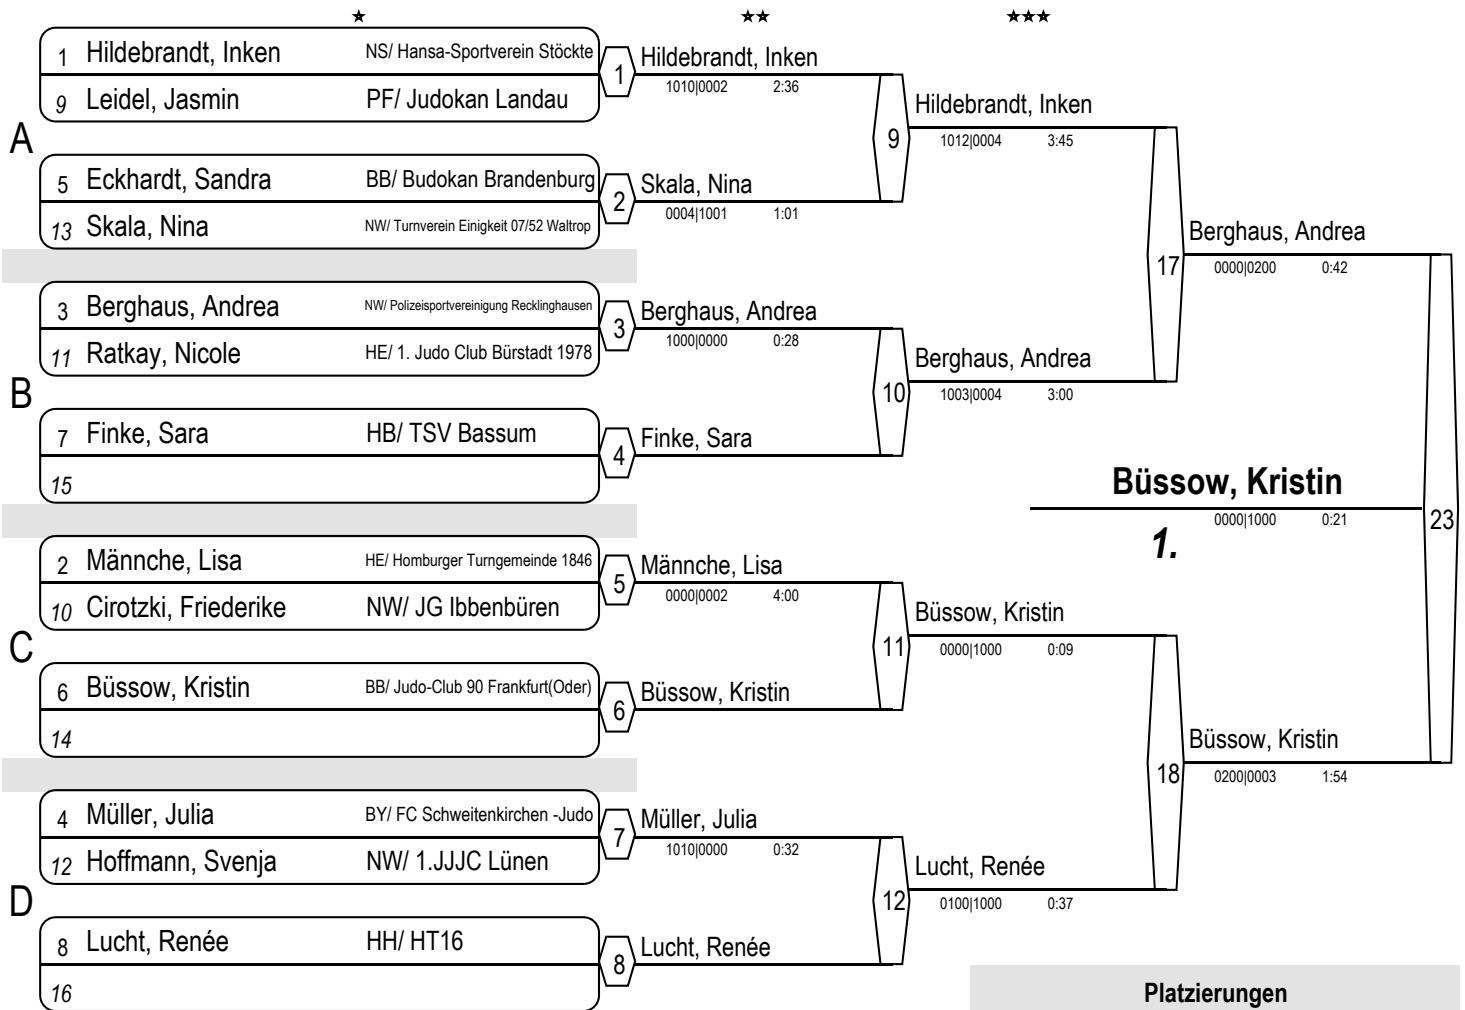 1 Hildebrandt, Inken NS/ Hansa-Sportverein Stöckte
9 Leidel, Jasmin PF/ Judokan Landau
A
5 Eckhardt, Sandra BB/ Budokan Brandenburg
13 Skala, Nina NW/ Turnverein Einigkeit 07/52 Waltrop
3 Berghaus, Andrea NW/ Polizeisportvereinigung Recklinghausen
11 Ratkay, Nicole HE/ 1. Judo Club Bürstadt 1978
B
7 Finke, Sara HB/ TSV Bassum
15
2 Männche, Lisa HE/ Homburger Turngemeinde 1846
10 Cirotzki, Friederike NW/ JG Ibbenbüren
C
6 Büssow, Kristin BB/ Judo-Club 90 Frankfurt(Oder)
14
4 Müller, Julia BY/ FC Schweitenkirchen -Judo
12 Hoffmann, Svenja NW/ 1.JJJC Lünen
D
8 Lucht, Renée HH/ HT16
16
1 Hildebrandt, Inken
1010|0002 2:36
2 Skala, Nina
0004|1001 1:01
3 Berghaus, Andrea
1000|0000 0:28
4 Finke, Sara
5 Männche, Lisa
0000|0002 4:00
6 Büssow, Kristin
7 Müller, Julia
1010|0000 0:32
8 Lucht, Renée
9 Hildebrandt, Inken
1012|0004 3:45
10 Berghaus, Andrea
1003|0004 3:00
11 Büssow, Kristin
0000|1000 0:09
12 Lucht, Renée
0100|1000 0:37
17 Berghaus, Andrea
0000|0200 0:42
18 Büssow, Kristin
0200|0003 1:54
Büssow, Kristin
23
0000|1000 0:21
1.
Platzierungen